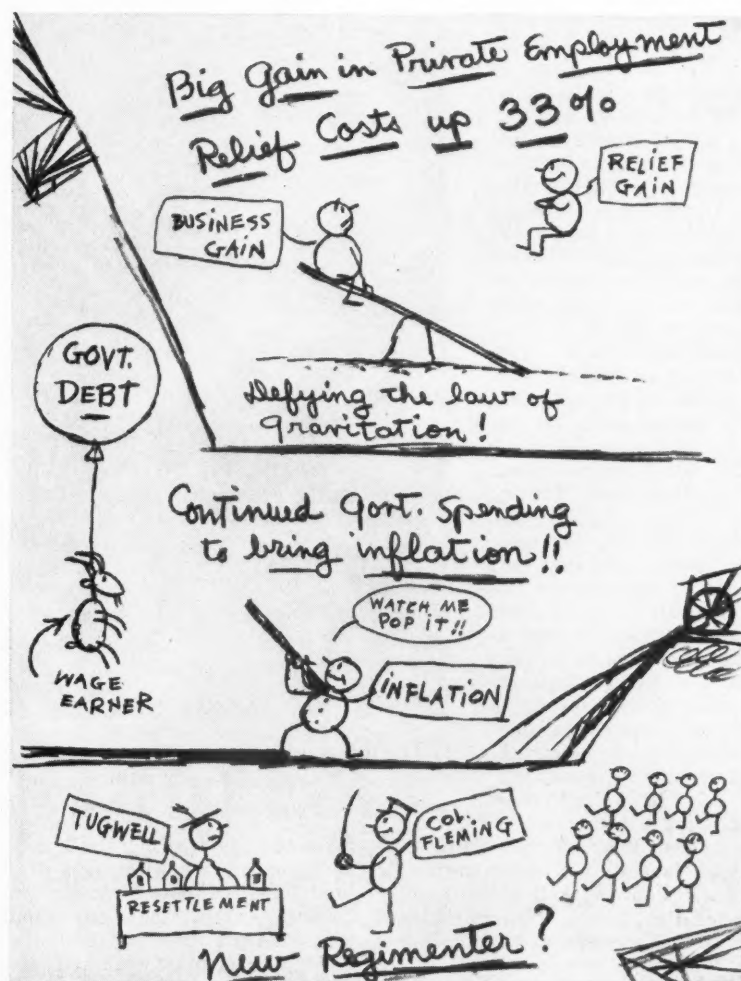 Big Gain in Private Employment
Relief Costs up 33%
RELIEF
GAIN
BUSINESS
GAIN
GOVT.
DEBT
Defying the law of
gravitation!
Continued Govt. Spending
to bring inflation!!
WATCH ME
POP IT!!
INFLATION
WAGE
EARNER
TUGWELL
COL.
FLEMING
RESETTLEMENT
New Regimenter?